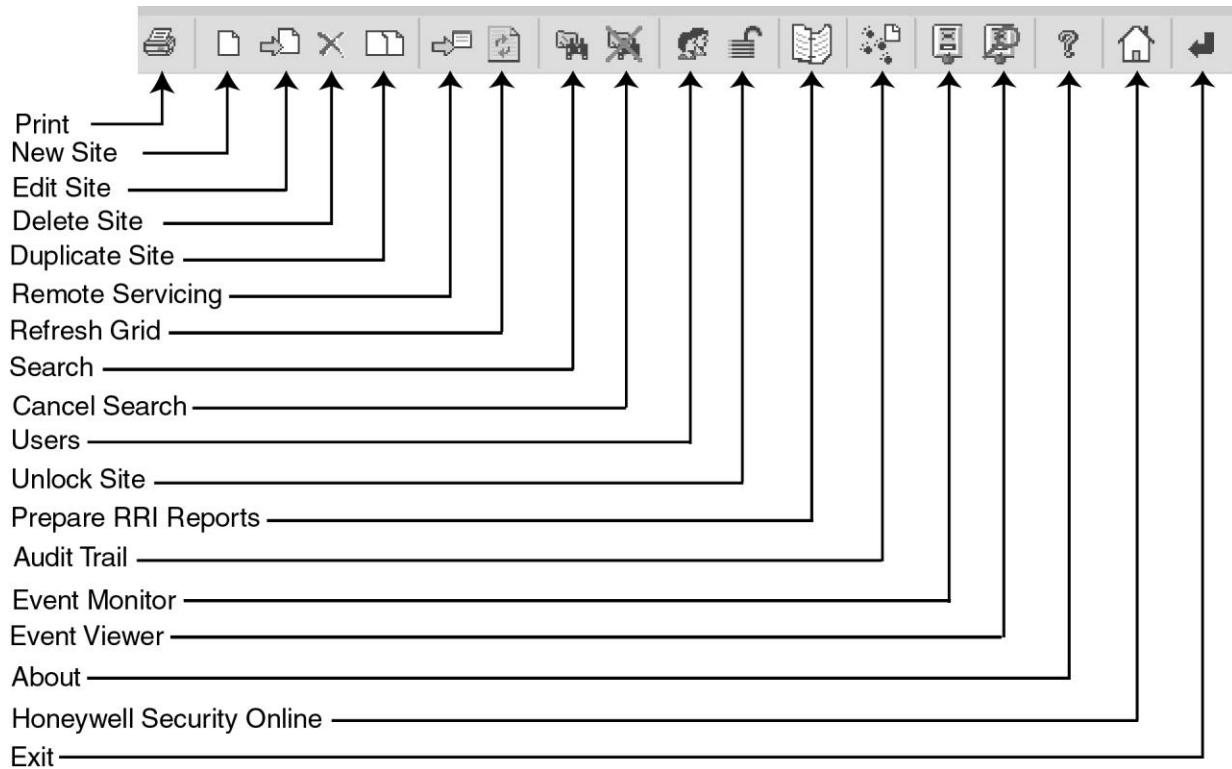 Print
New Site
Edit Site
Delete Site
Duplicate Site
Remote Servicing
Refresh Grid
Search
Cancel Search
Users
Unlock Site
Prepare RRI Reports
Audit Trail
Event Monitor
Event Viewer
About
Honeywell Security Online
Exit